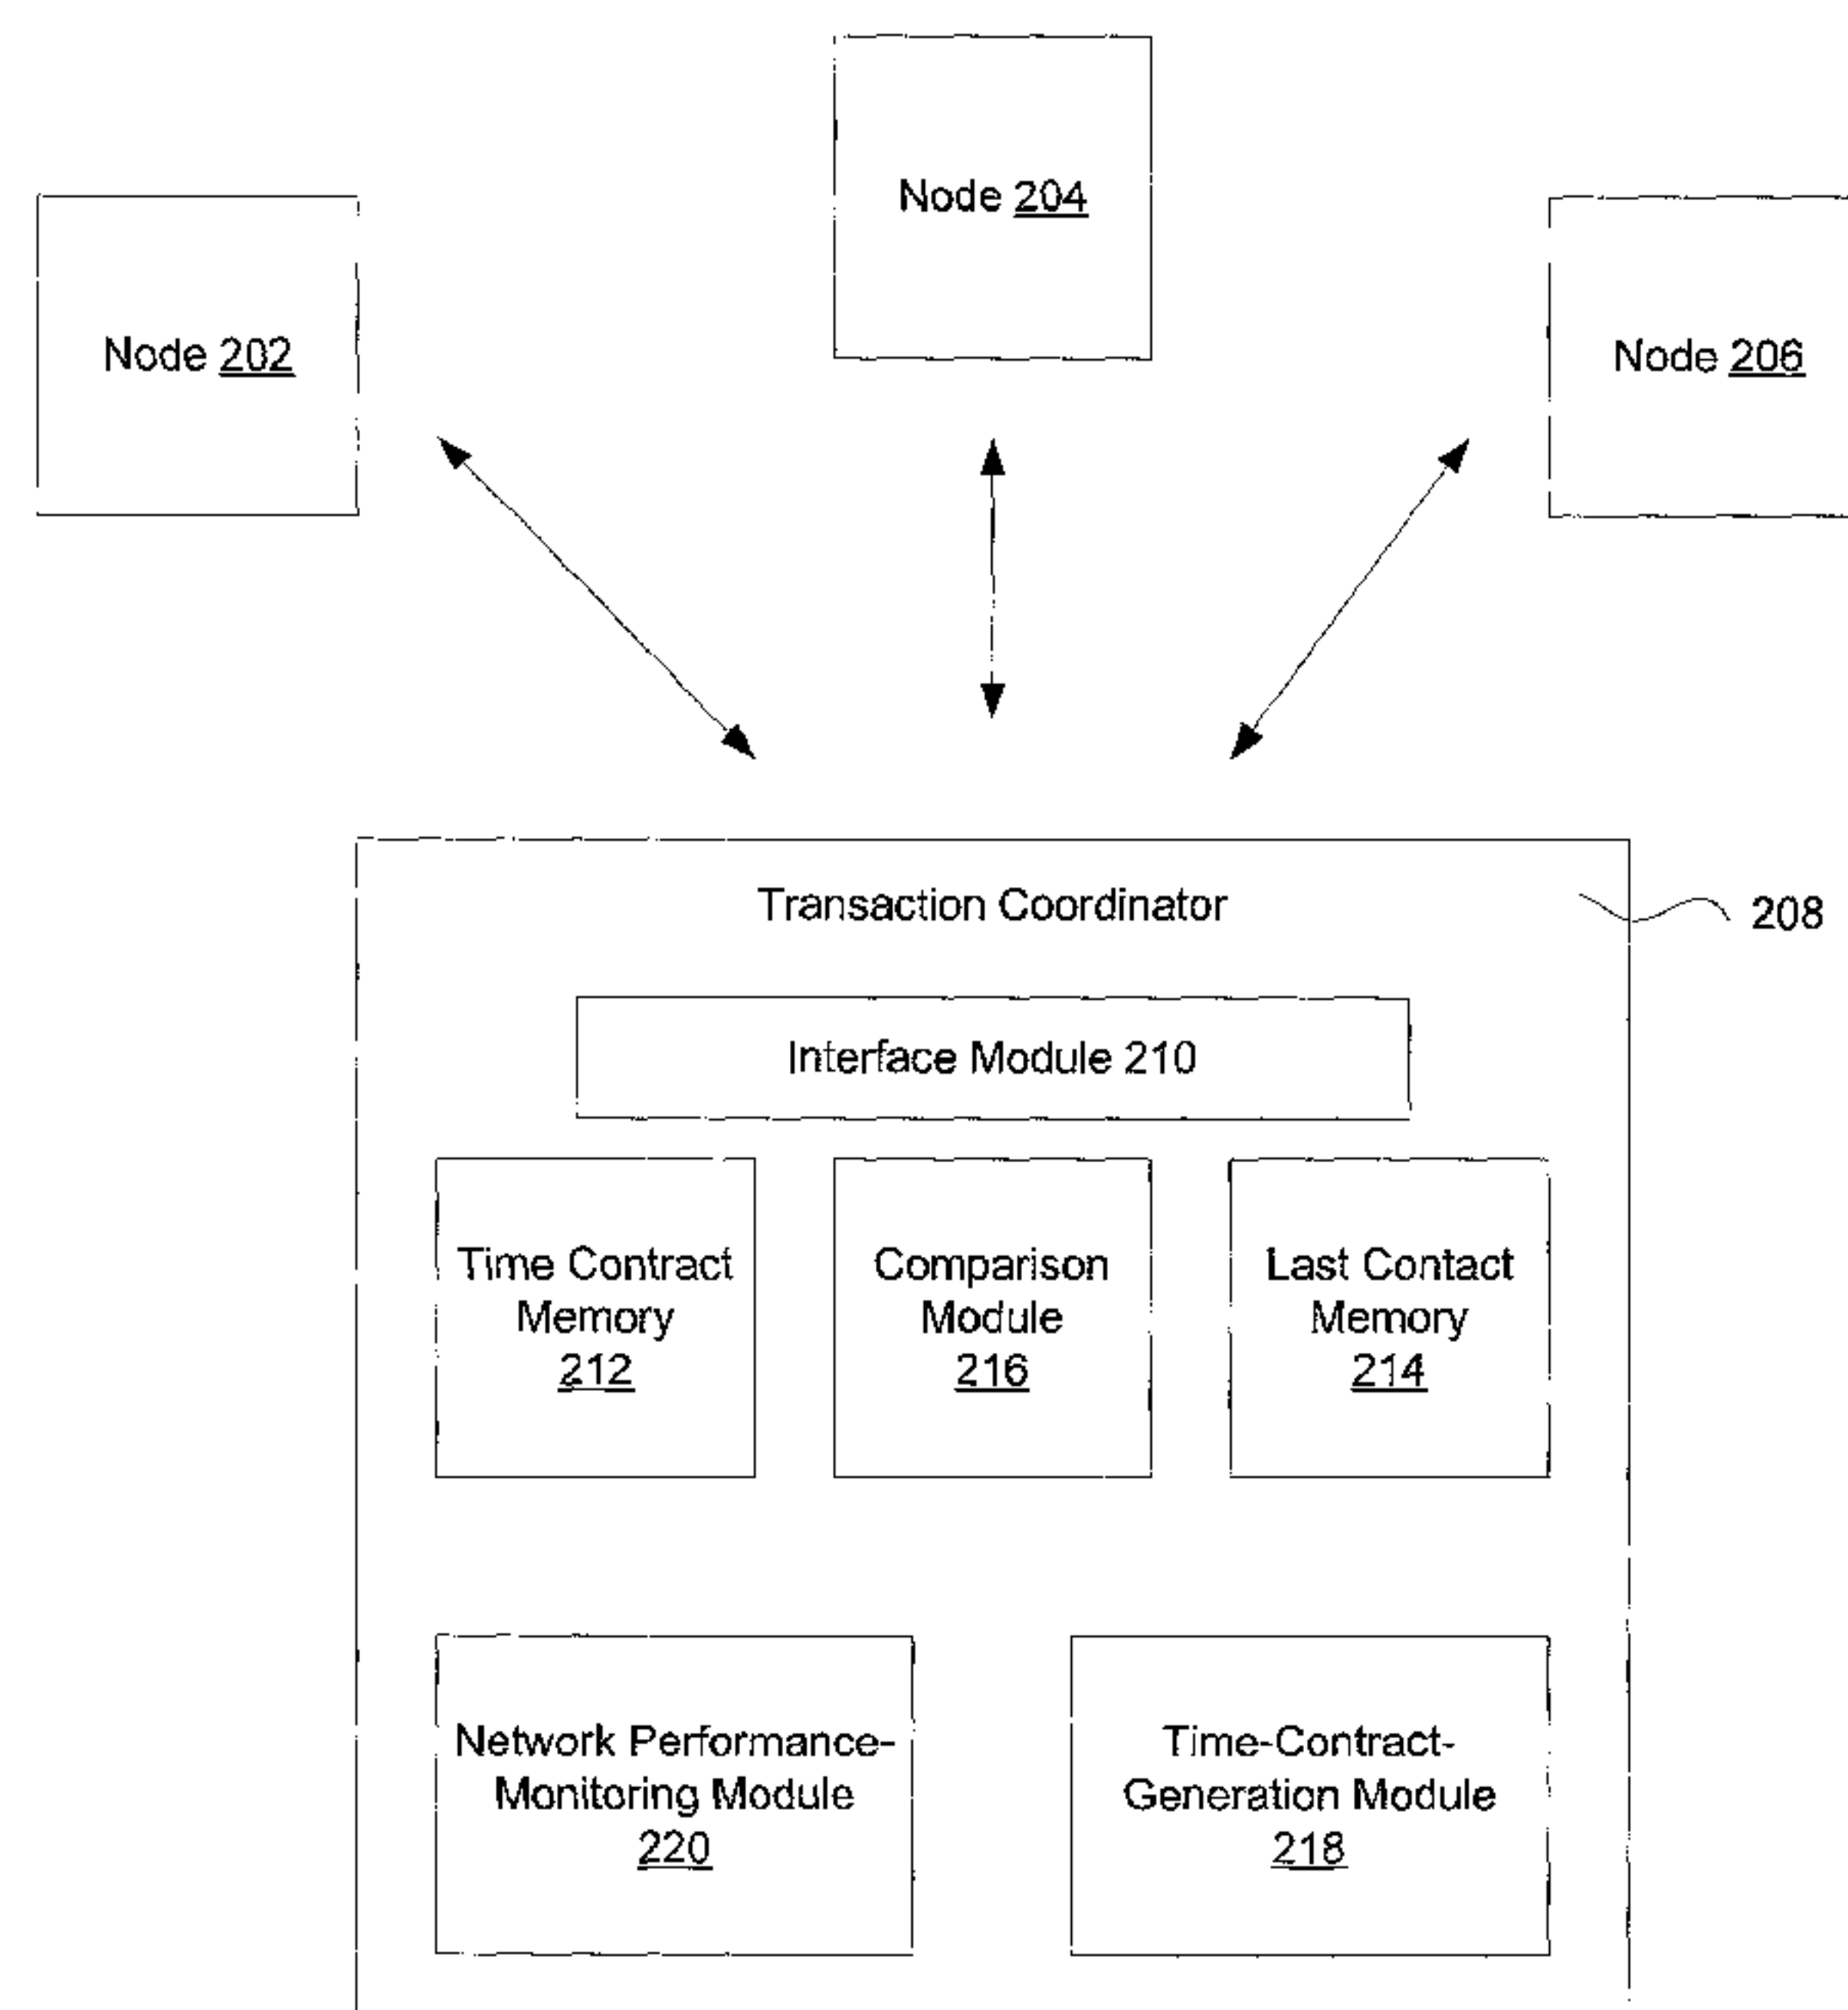 Node 204
Node 202
Node 206
Transaction Coordinator
208
Interface Module 210
Time Contract
Memory
212
Comparison
Module
216
Last Contact
Memory
214
Network Performance-
Monitoring Module
220
Time-Contract-
Generation Module
218